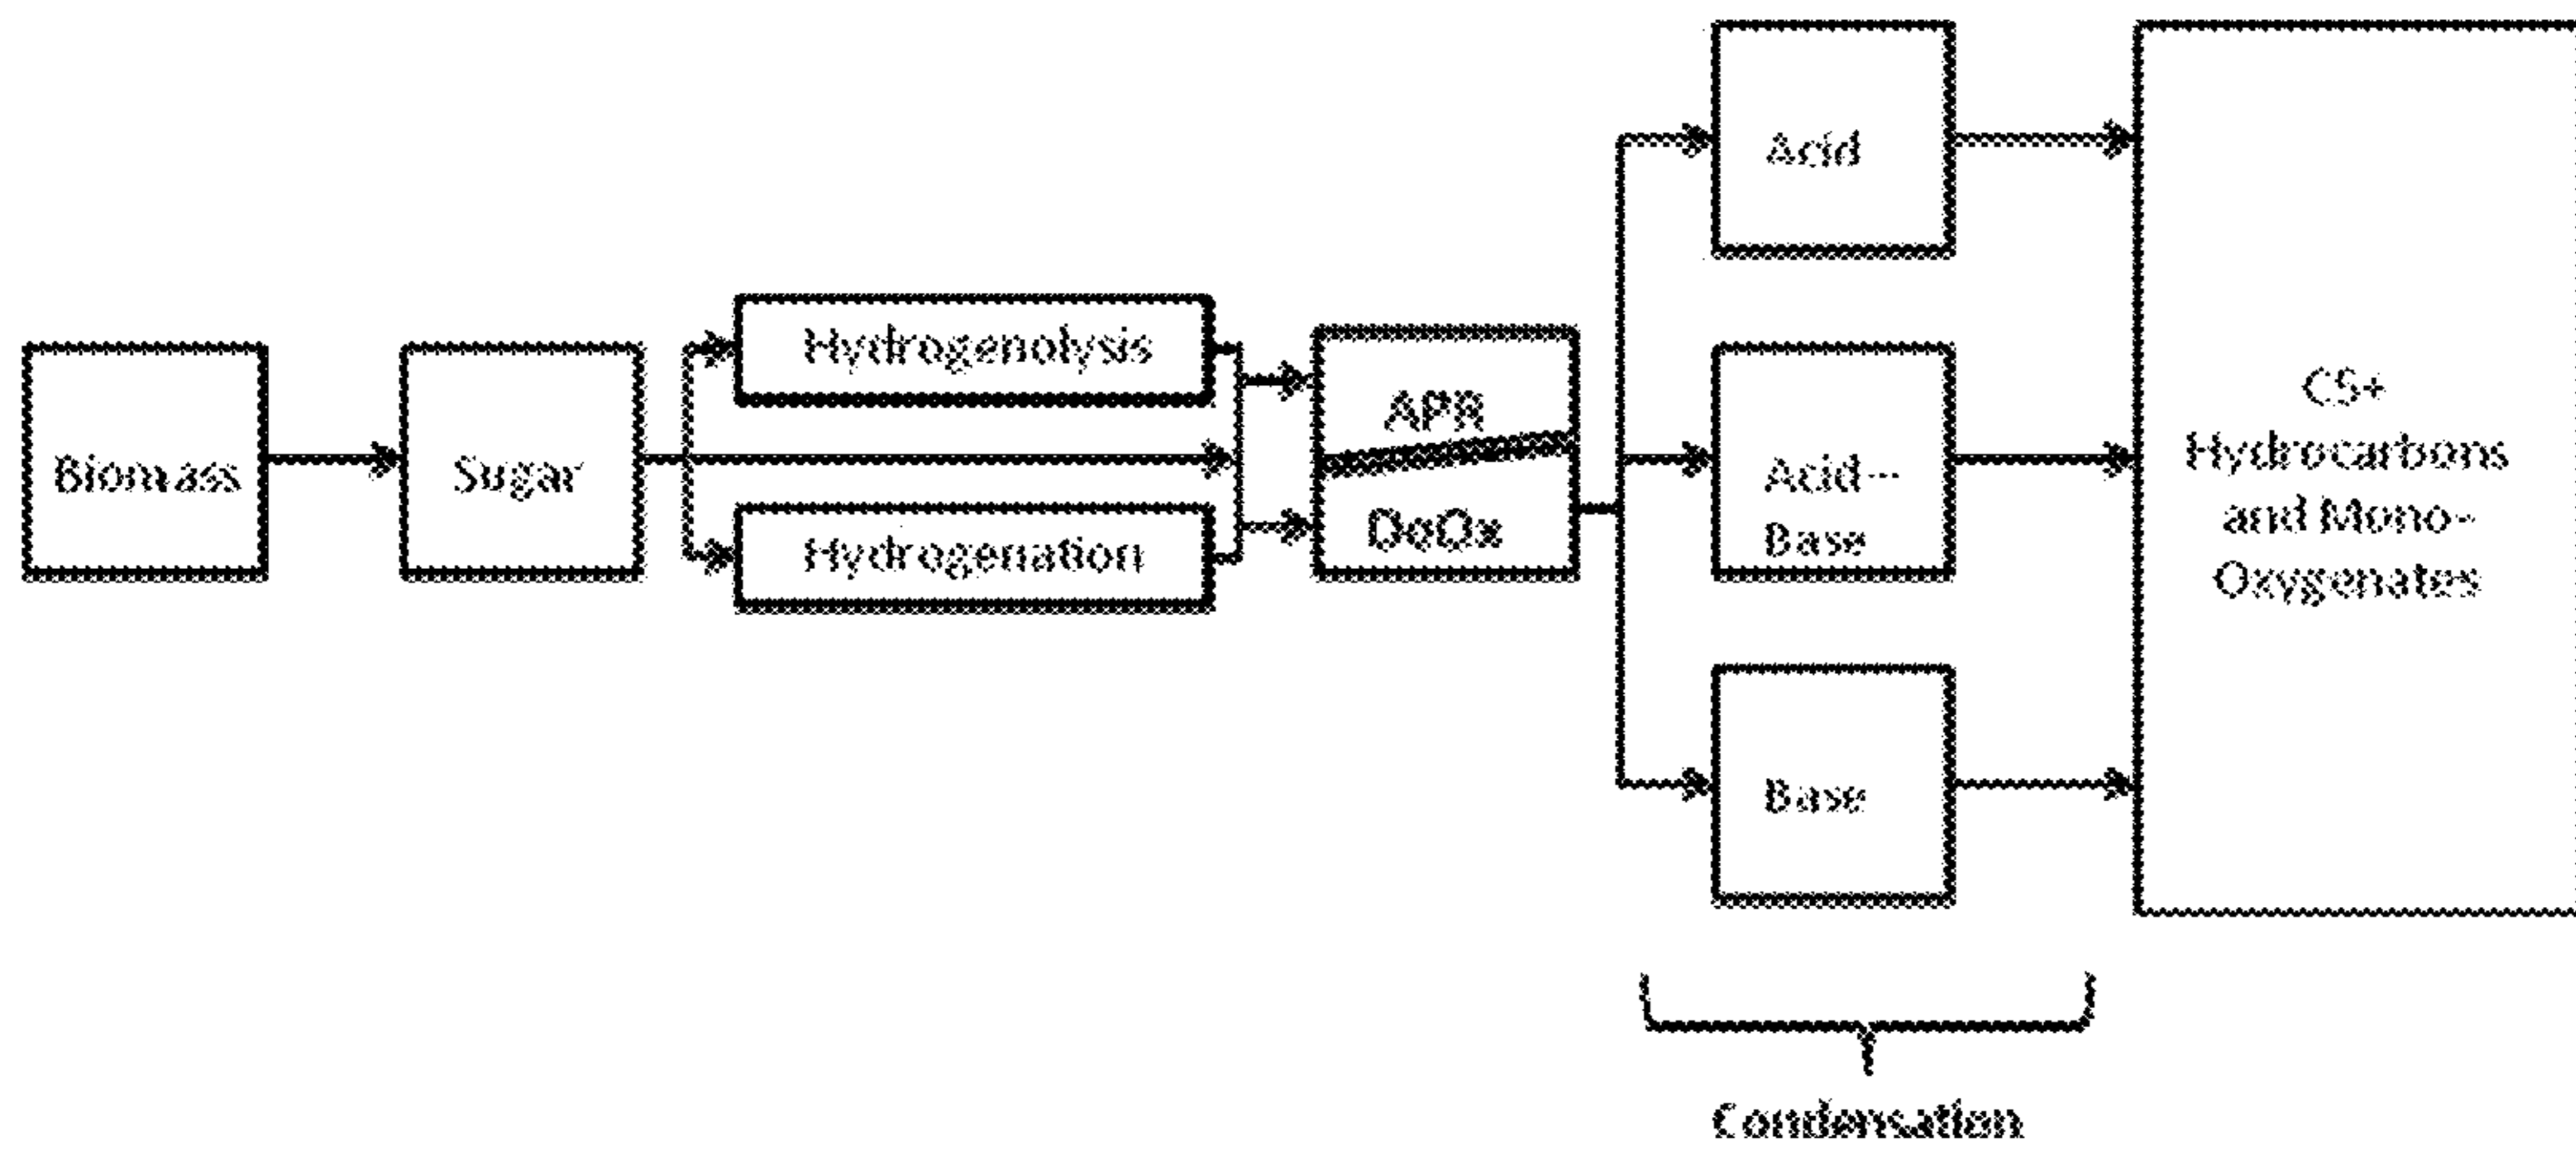 Biomass
Sugar
Hydrogenolysis
Hydrogenation
APR
DeOx
Acid
Acid--
Base
Base
C5+
Hydrocarbons
and Mono-
Oxygenates
Condensation